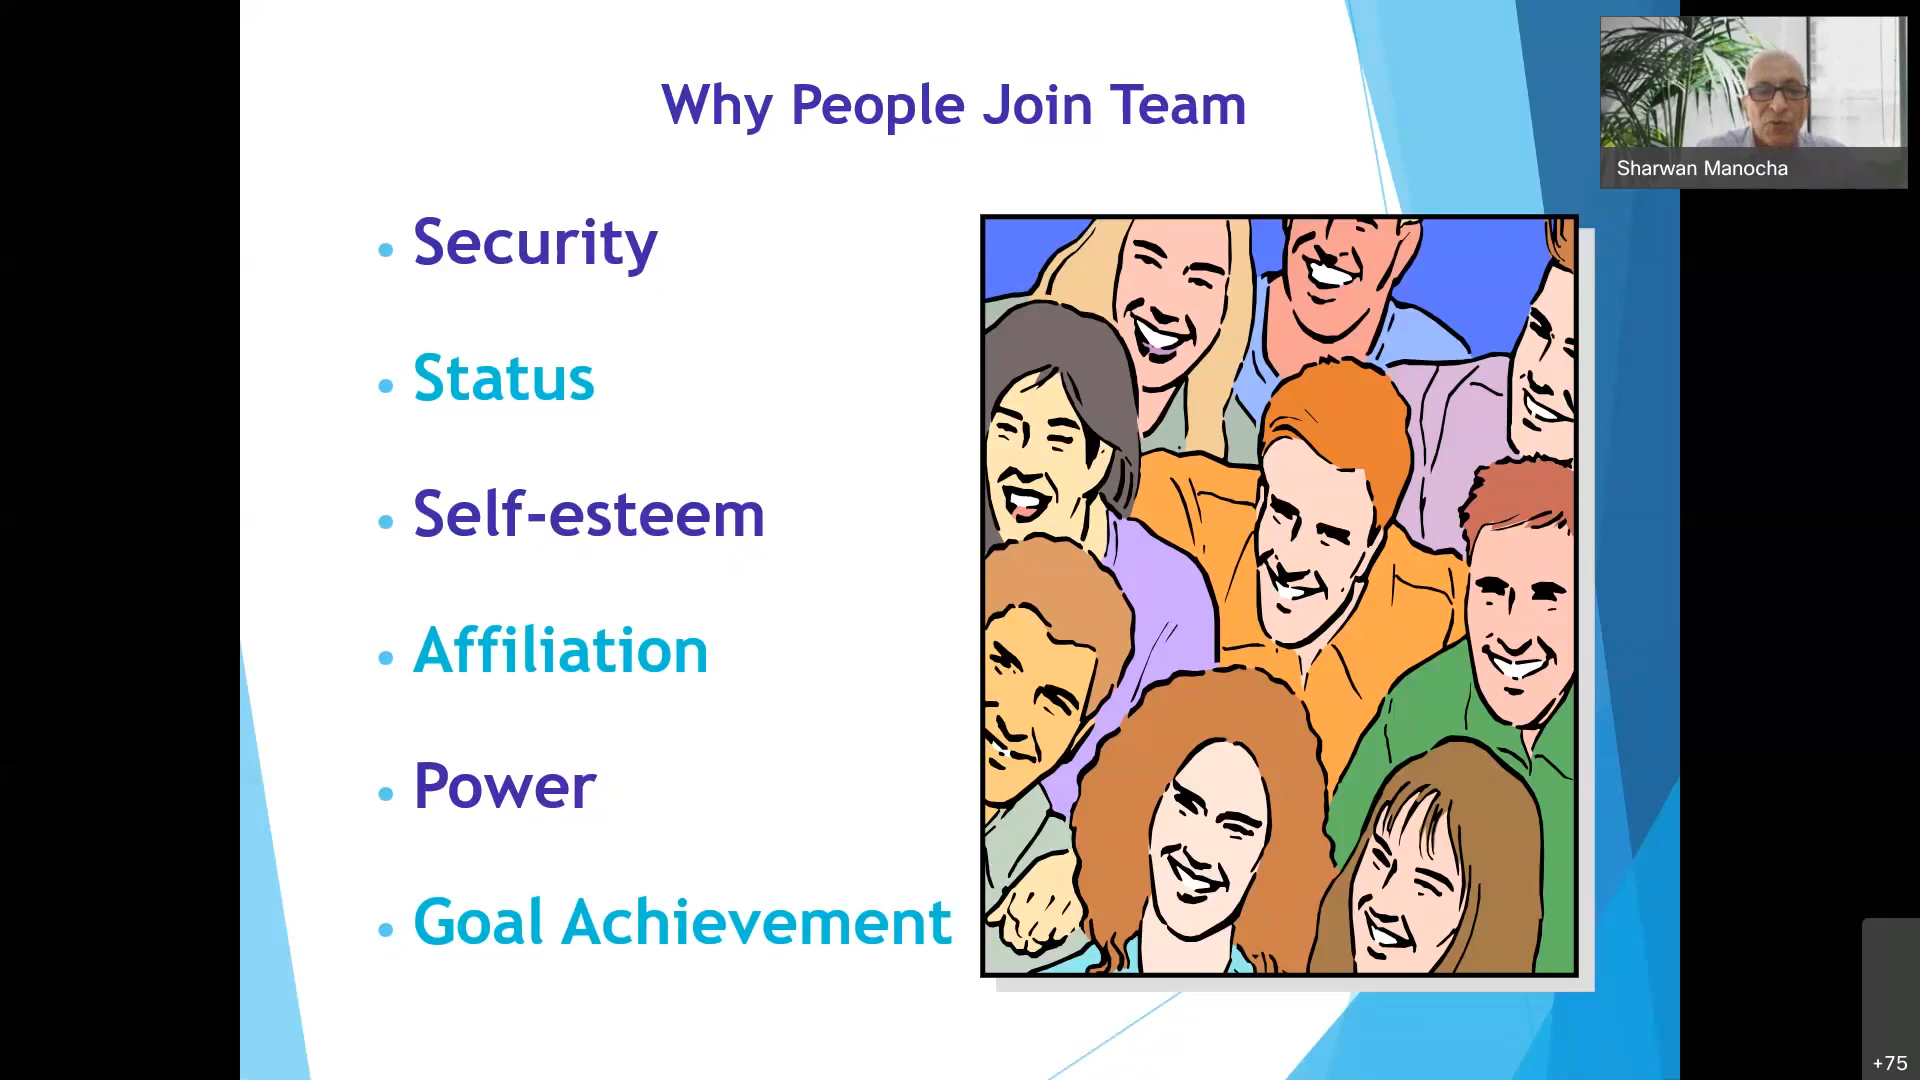 Why People Join Team
Security
Status
Self-esteem
Affiliation
Power
Goal Achievement
Sharwan Manocha
+75